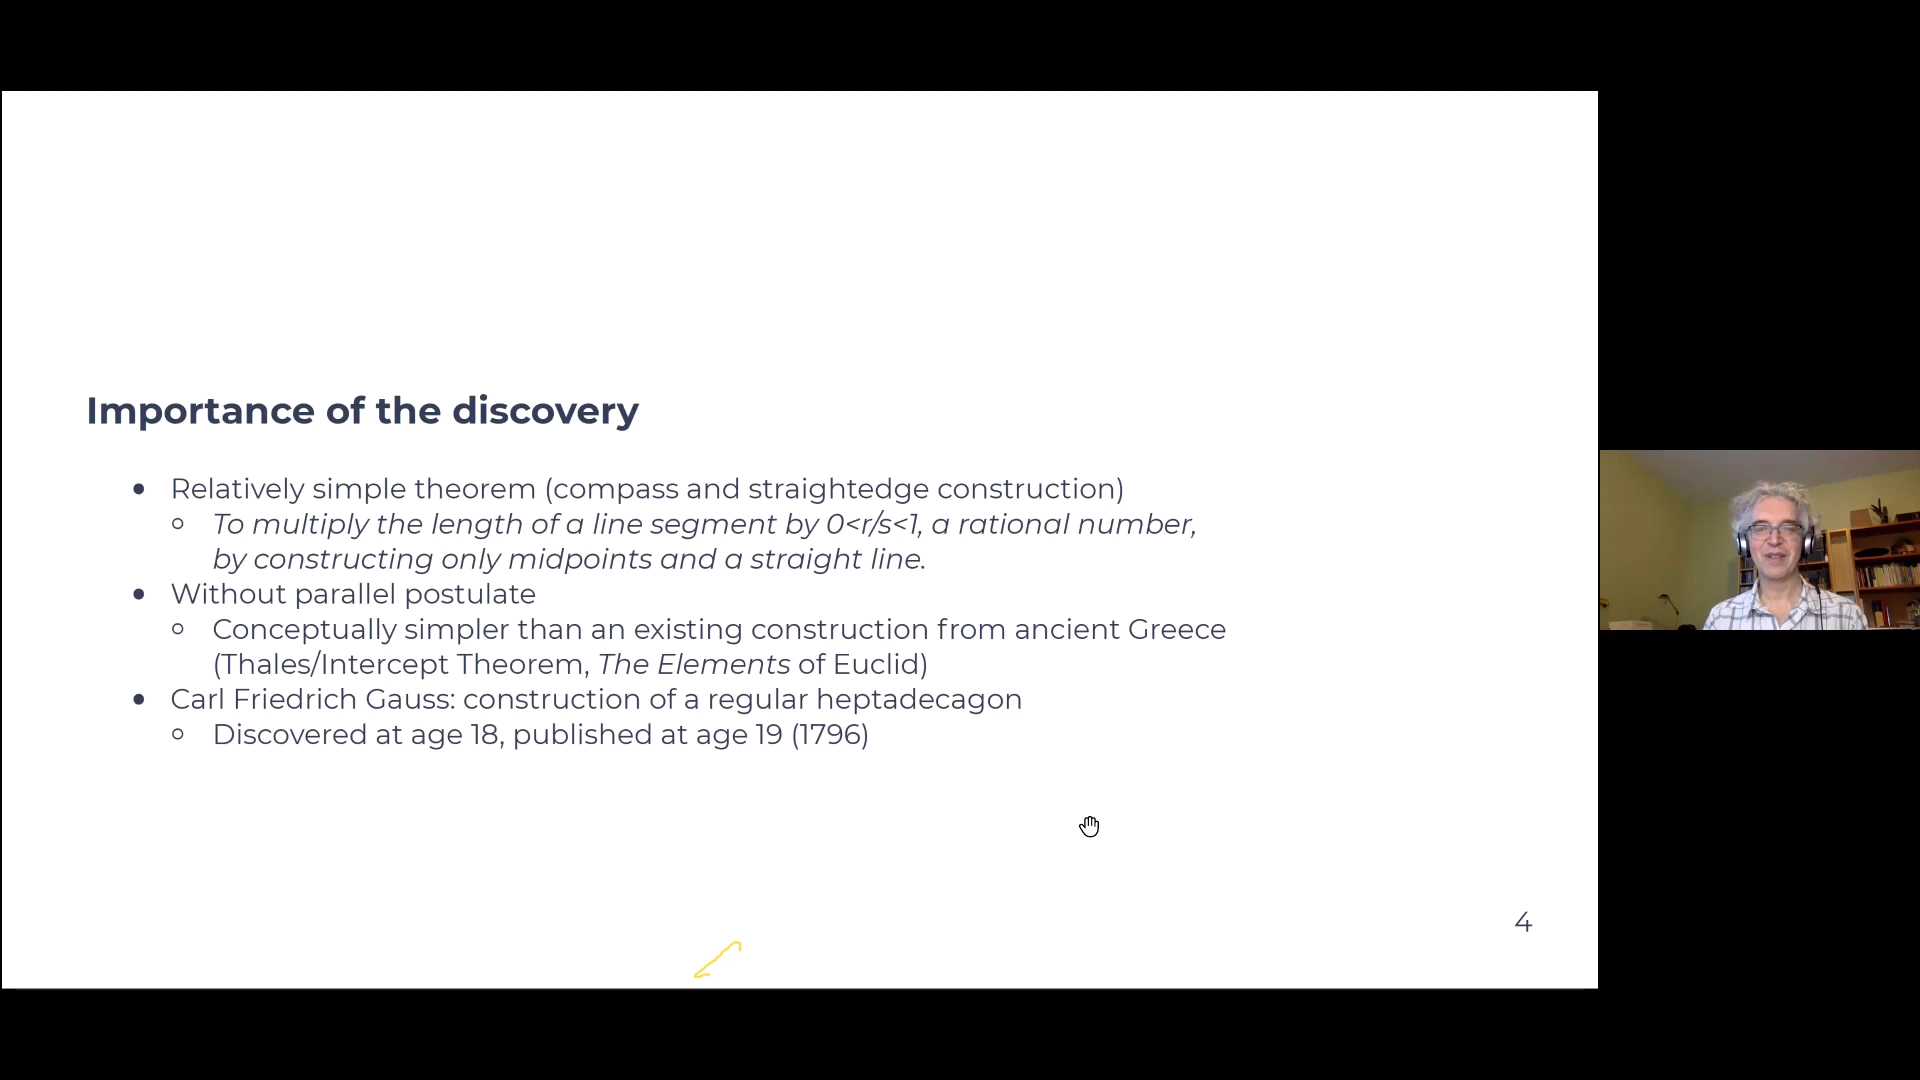 Importance of the discovery
● Relatively simple theorem (compass and straightedge construction)
○ To multiply the length of a line segment by 0<r/s<1, a rational number,
by constructing only midpoints and a straight line.
● Without parallel postulate
○ Conceptually simpler than an existing construction from ancient Greece
(Thales/Intercept Theorem, The Elements of Euclid)
● Carl Friedrich Gauss: construction of a regular heptadecagon
○ Discovered at age 18, published at age 19 (1796)
4